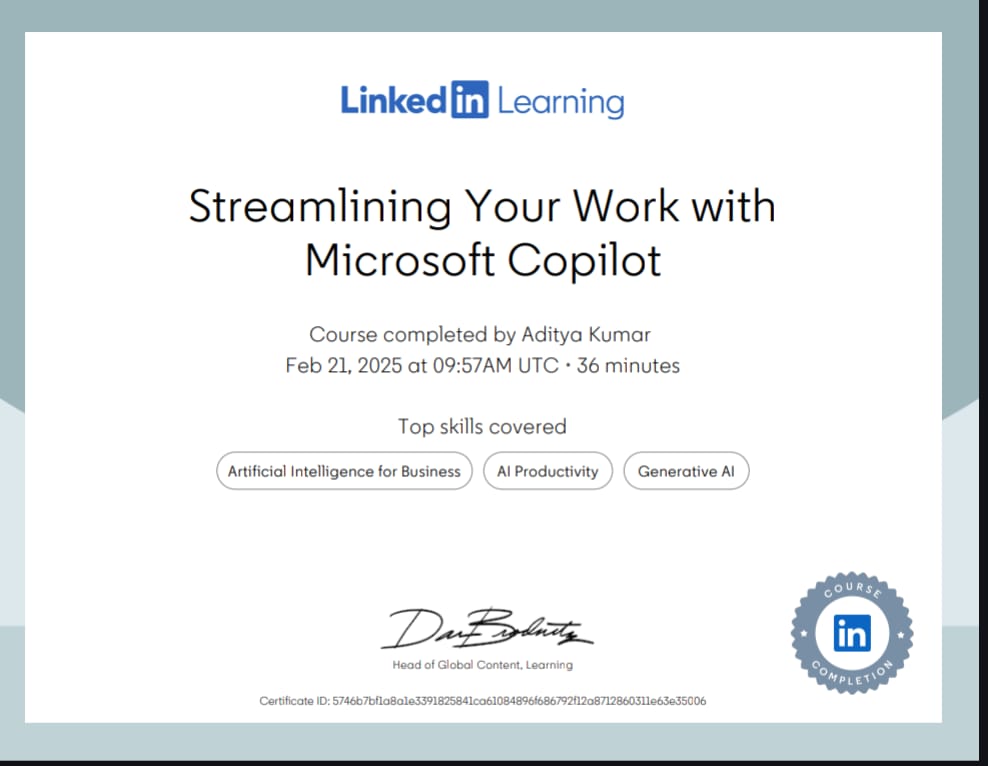 Linkedin Learning
Streamlining Your Work with
Microsoft Copilot
Course completed by Aditya Kumar
Feb 21, 2025 at 09:57AM UTC • 36 minutes
Top skills covered
Artificial Intelligence for Business AI Productivity Generative AI
Head of Global Content, Learning
COURSE
in
COMPLETION
Certificate ID: 5746b7bf1a8a1e3391825841ca61084896f686792f12a8712860311e63e35006